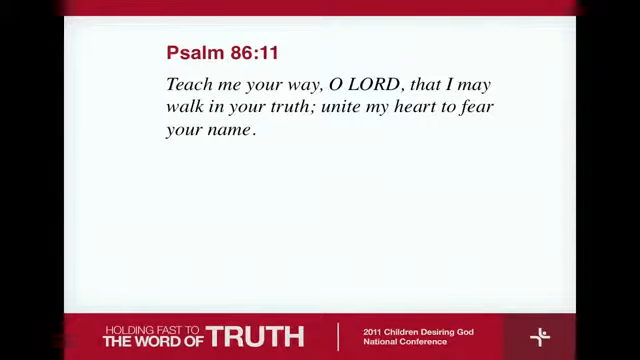 Psalm 86:11
Teach me your way, O LORD, that I may
walk in your truth; unite my heart to fear
your name.
HOLDING FAST TO
THE WORD OF TRUTH
2011 Children Desiring God
National Conference